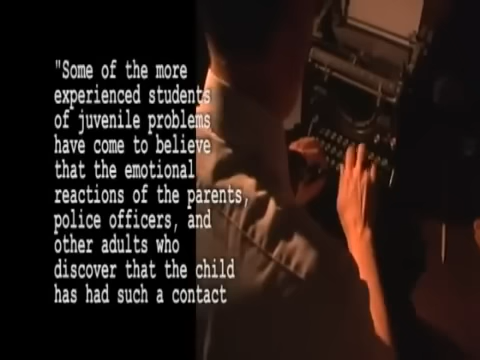 "Some of the more
experienced students
of juvenile problems
have come to believe
that the emotional
reactions of the parents,
police officers, and
other adults who
discover that the child
has had such a contact